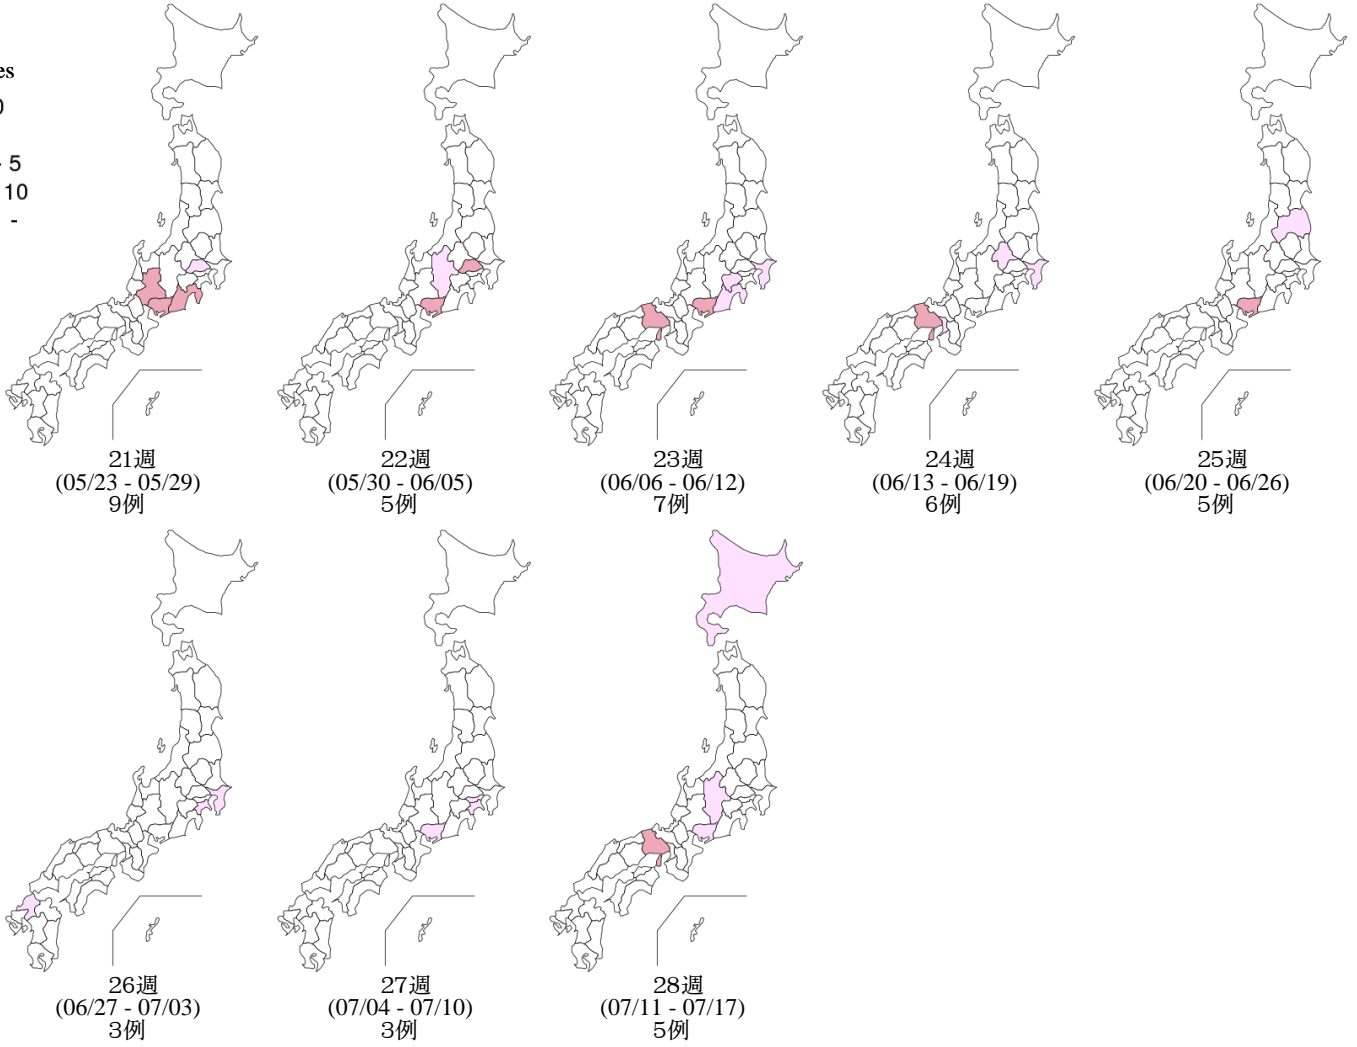 es
0
- 5
10
-
21週
(05/23 - 05/29)
9例
22週
(05/30 - 06/05)
5例
23週
(06/06 - 06/12)
7例
24週
(06/13 - 06/19)
6例
25週
(06/20 - 06/26)
5例
26週
(06/27 - 07/03)
3例
27週
(07/04 - 07/10)
3例
28週
(07/11 - 07/17)
5例